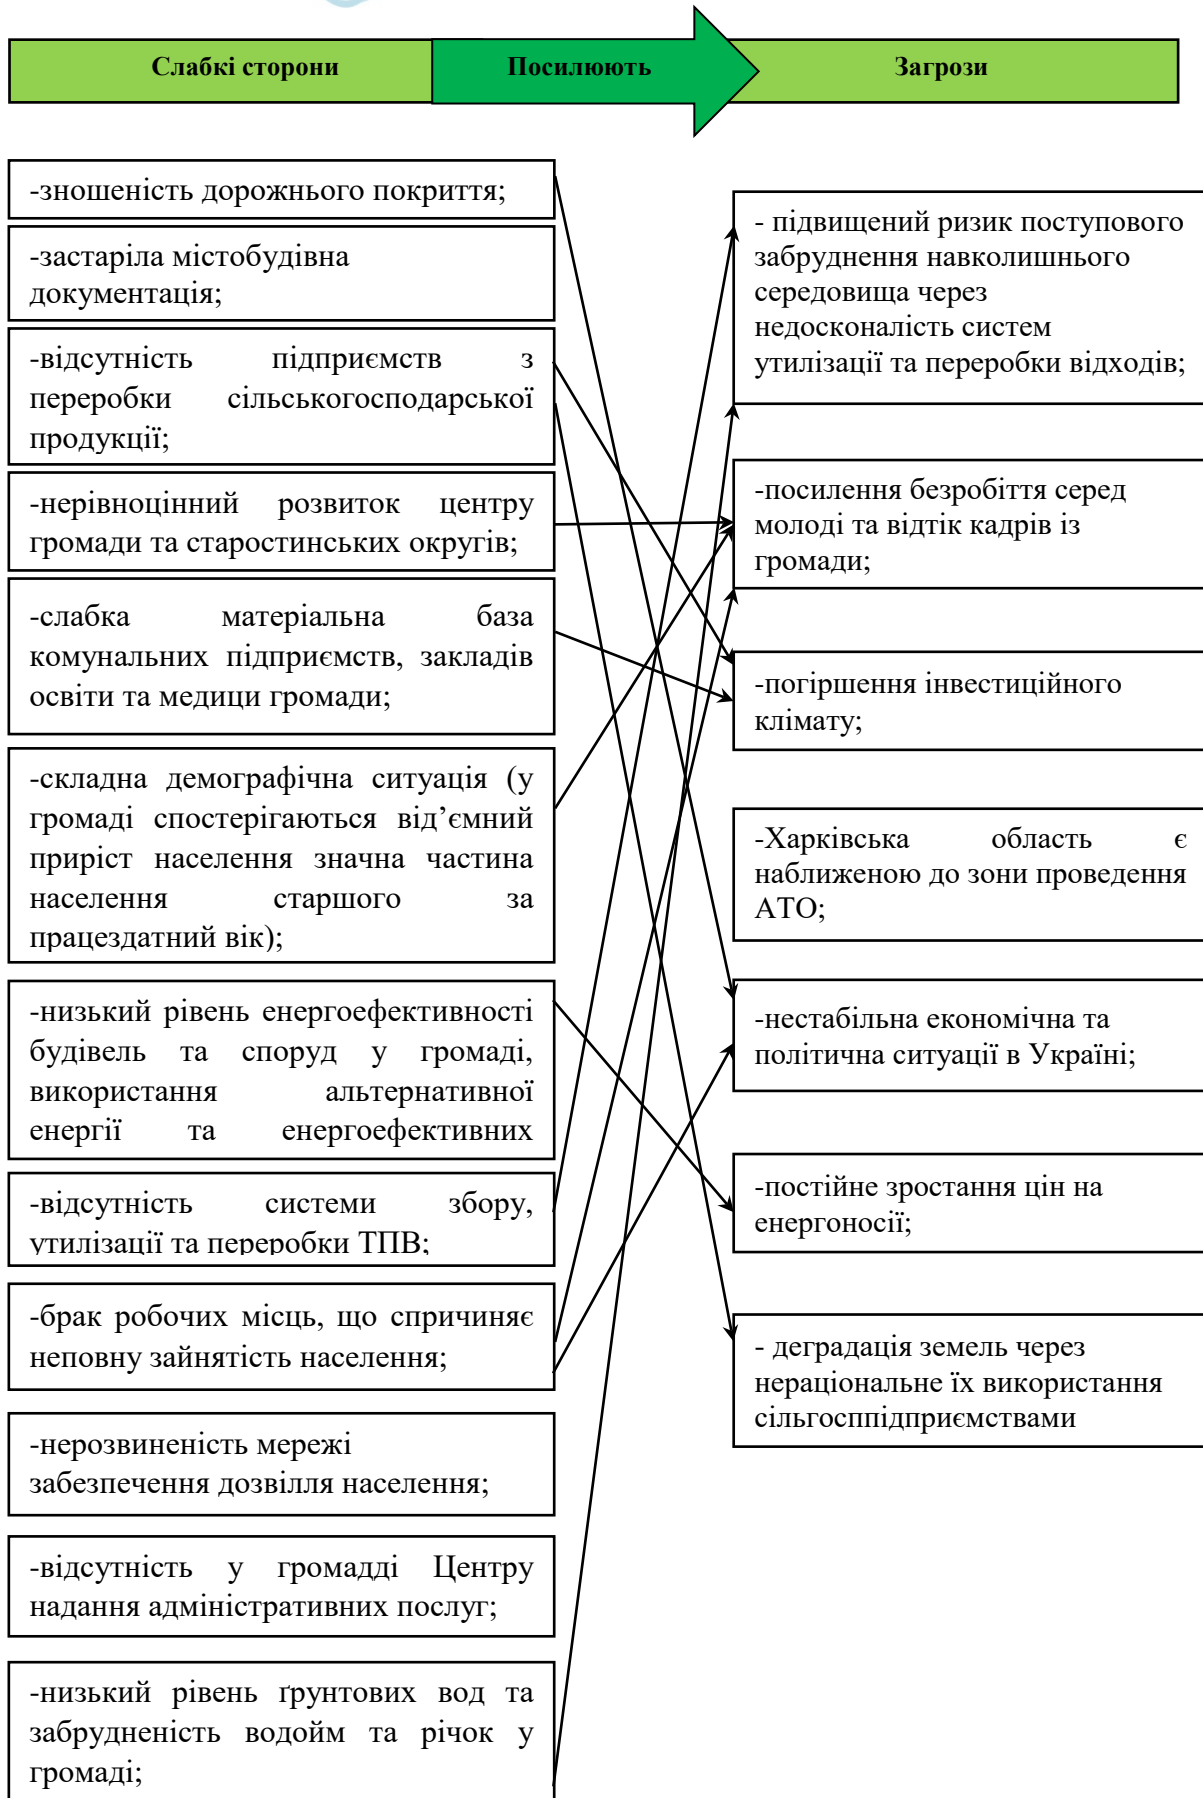 Слабкі сторони
Посилюють
Загрози
-зношеність дорожнього покриття;
-застаріла містобудівна
документація;
-відсутність підприємств з
переробки сільськогосподарської
продукції;
-нерівноцінний розвиток центру
громади та старостинських округів;
-слабка матеріальна база
комунальних підприємств, закладів
освіти та медици громади;
-складна демографічна ситуація (у
громаді спостерігаються від’ємний
приріст населення значна частина
населення старшого за
працездатний вік);
-низький рівень енергоефективності
будівель та споруд у громаді,
використання альтернативної
енергії та енергоефективних
-відсутність системи збору,
утилізації та переробки ТПВ;
-брак робочих місць, що спричиняє
неповну зайнятість населення;
-нерозвиненість мережі
забезпечення дозвілля населення;
-відсутність у громадді Центру
надання адміністративних послуг;
-низький рівень ґрунтових вод та
забрудненість водойм та річок у
громаді;
- підвищений ризик поступового
забруднення навколишнього
середовища через
недосконалість систем
утилізації та переробки відходів;
-посилення безробіття серед
молоді та відтік кадрів із
громади;
-погіршення інвестиційного
клімату;
-Харківська область є
наближеною до зони проведення
АТО;
-нестабільна економічна та
політична ситуації в Україні;
-постійне зростання цін на
енергоносії;
- деградація земель через
нераціональне їх використання
сільгосппідприємствами